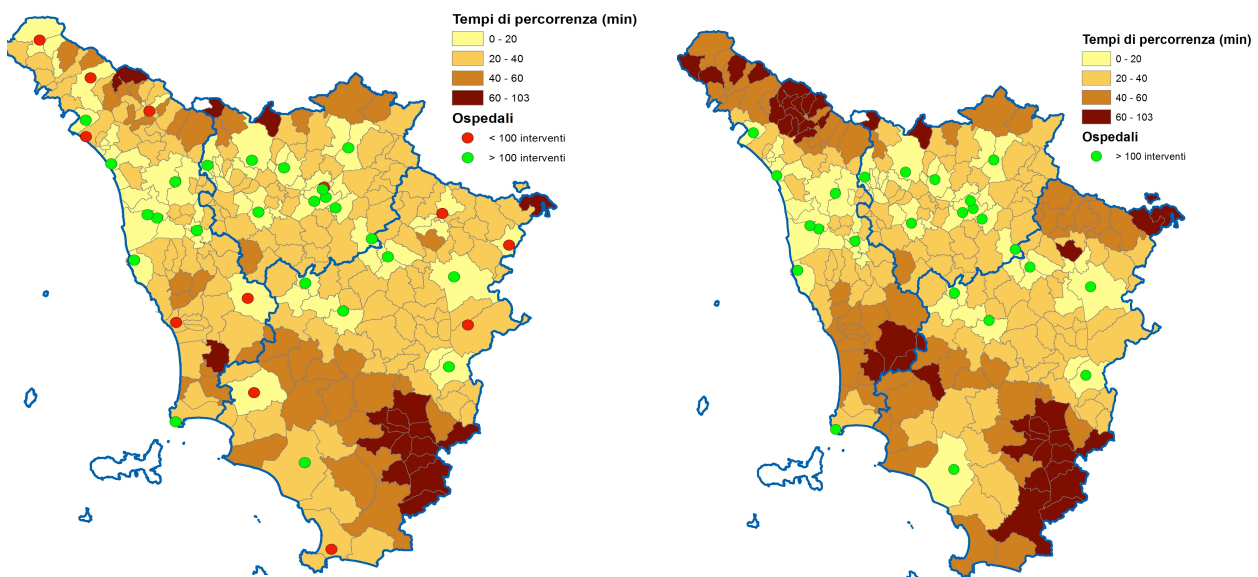 Tempi di percorrenza (min)
0 - 20
20 - 40
40 - 60
60 - 103
Ospedali
< 100 interventi
> 100 interventi
Tempi di percorrenza (min)
0 - 20
20 - 40
40 - 60
60 - 103
Ospedali
> 100 interventi